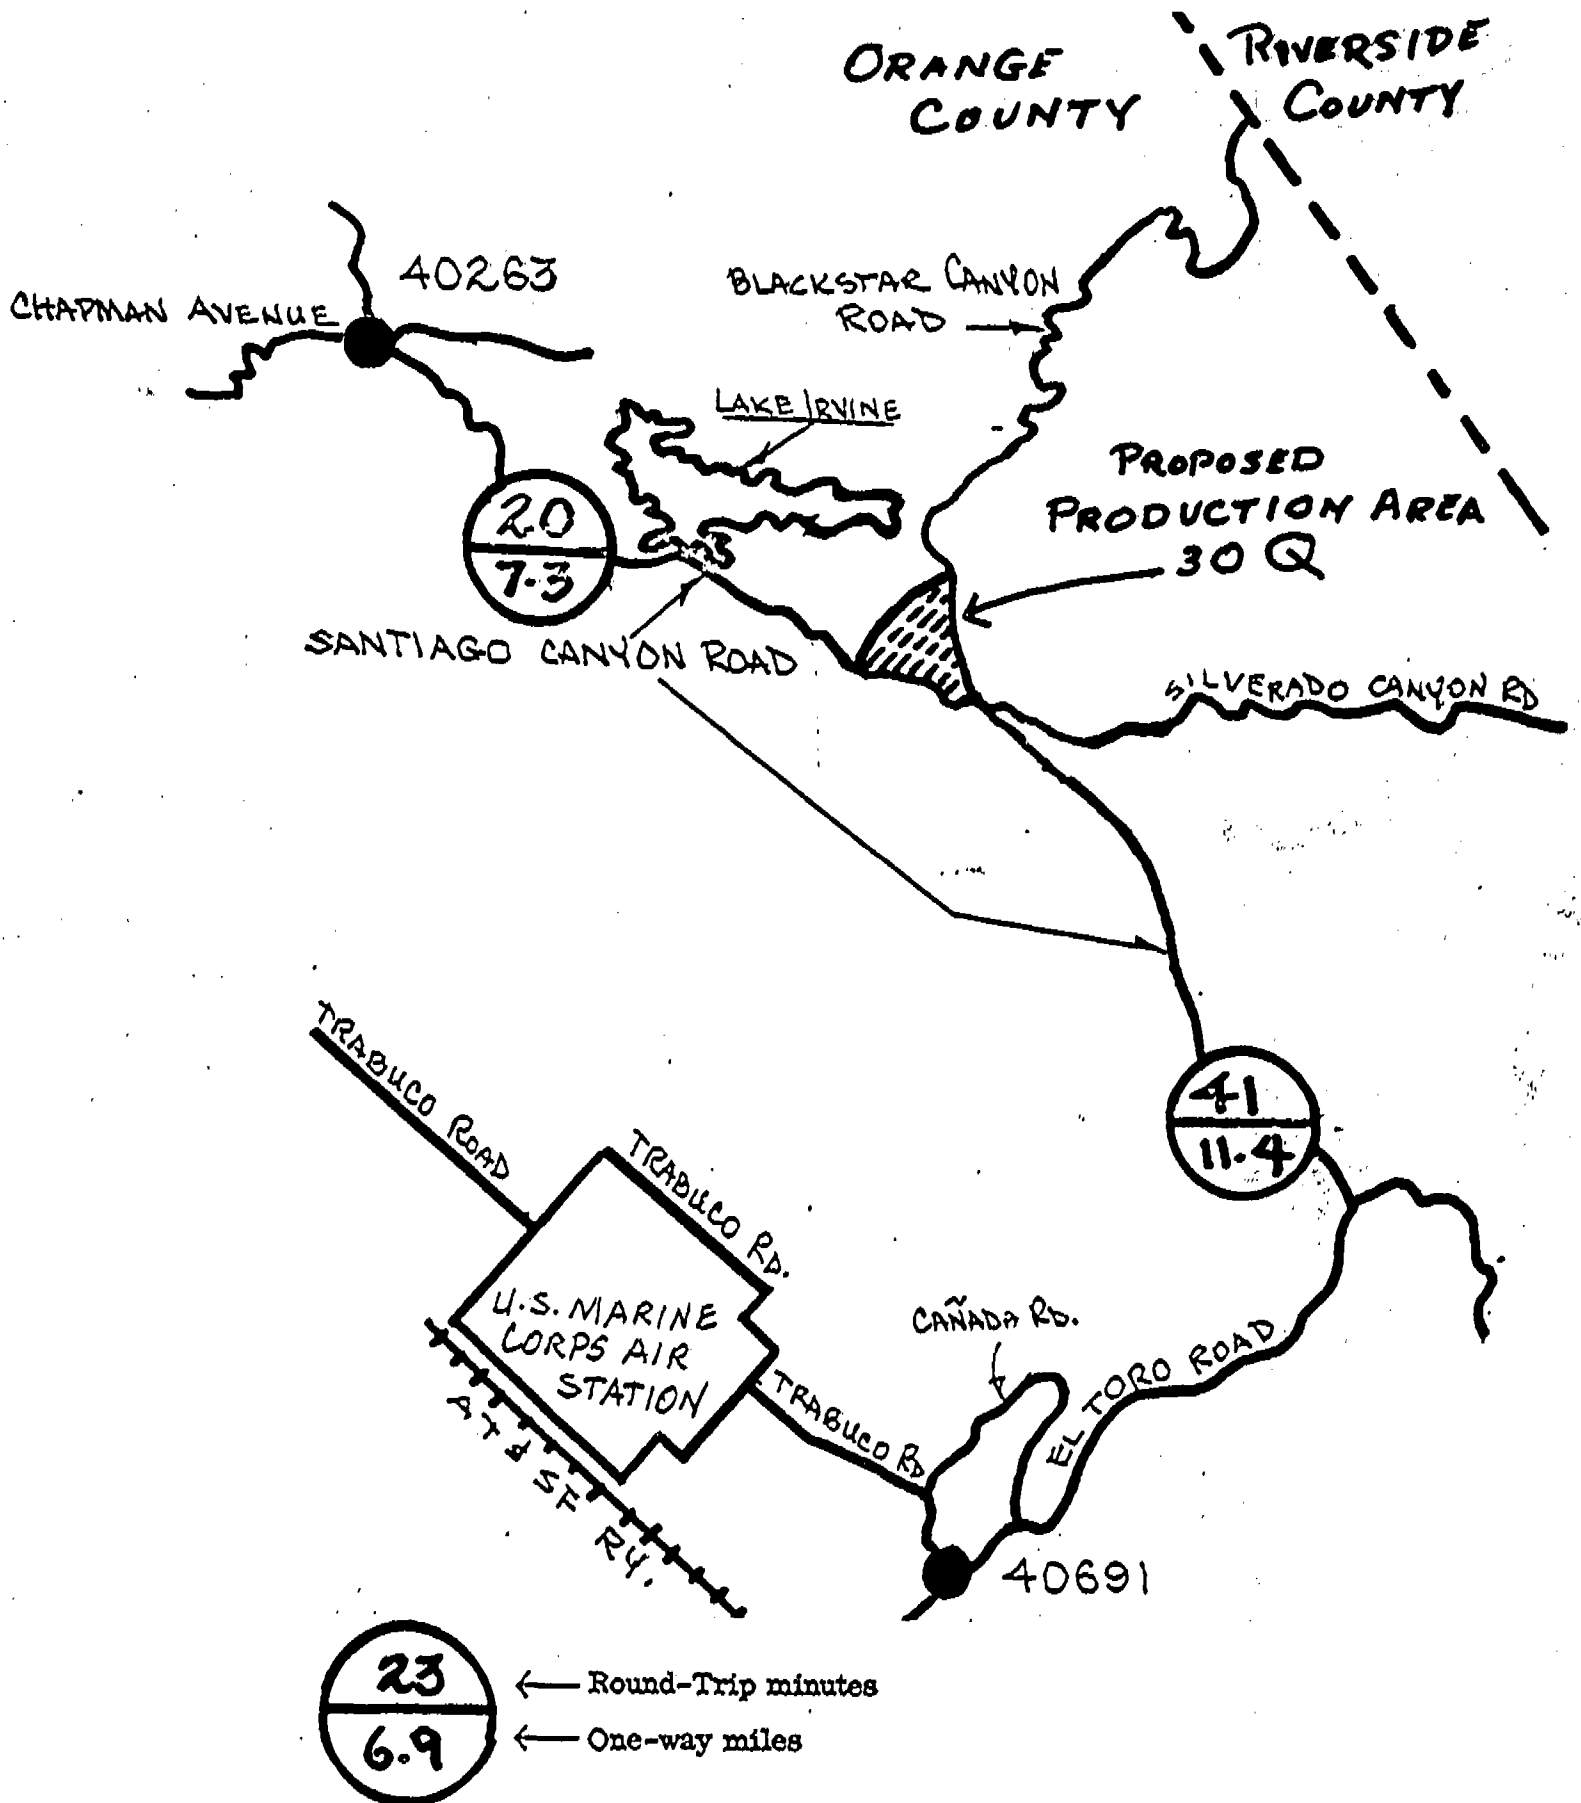 ORANGE
COUNTY
RIVERSIDE
COUNTY
40263
CHAPMAN AVENUE
BLACKSTAR CANYON
ROAD
LAKE IRVINE
PROPOSED
PRODUCTION AREA
30 Q
20
7.3
SANTIAGO CANYON ROAD
SILVERADO CANYON RD
41
11.4
TRABUCO ROAD
TRABUCO RD.
U.S. MARINE
CORPS AIR
STATION
AT & SF RY.
TRABUCO RD
CAÑADA RD.
EL TORO ROAD
40691
23
6.9
Round-Trip minutes
One-way miles